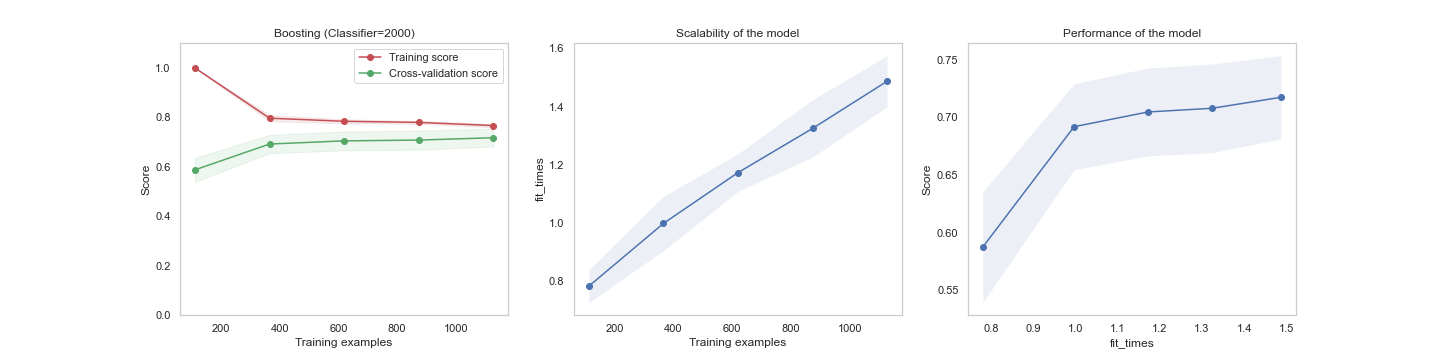 Boosting (Classifier=2000)
Training score
Cross-validation score
Score
1.0
0.8
0.6
0.4
0.2
0.0
200 400 600 800 1000
Training examples
Scalability of the model
fit_times
1.6
1.4
1.2
1.0
0.8
200 400 600 800 1000
Training examples
Performance of the model
Score
0.75
0.70
0.65
0.60
0.55
0.8 0.9 1.0 1.1 1.2 1.3 1.4 1.5
fit_times